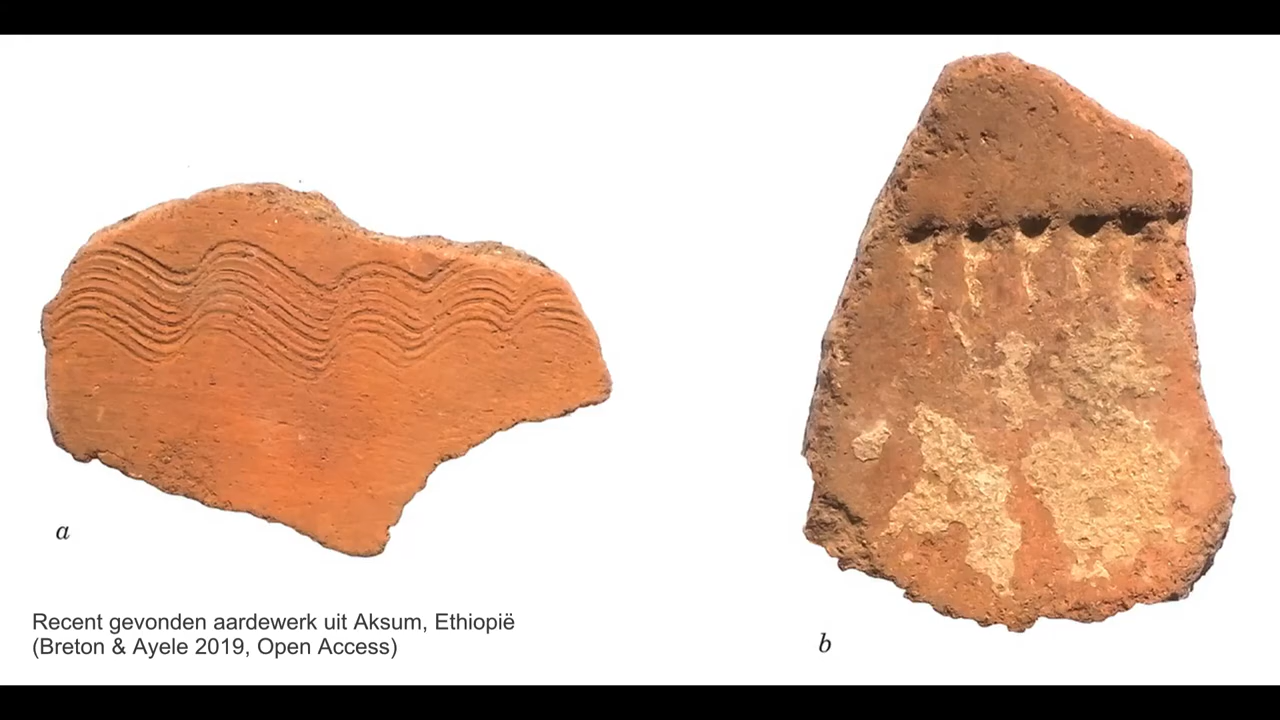 a
Recent gevonden aardewerk uit Aksum, Ethiopië
(Breton & Ayele 2019, Open Access)
b